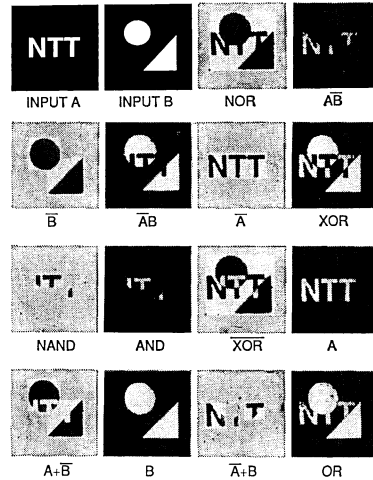 NTT
INPUT A INPUT B NOR AB̅
NTT
B̅ A̅B A̅ XOR
NTT
NAND AND X̅O̅R̅ A
A+B̅ B A̅+B OR